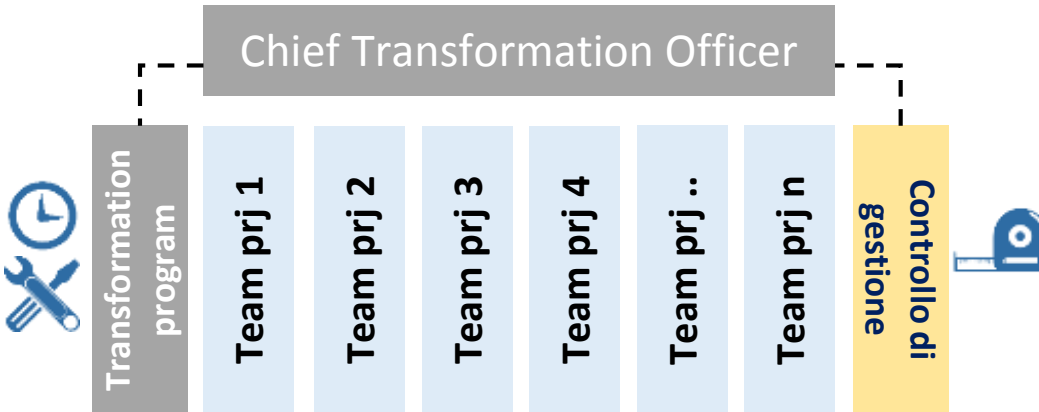 Chief Transformation Officer
Transformation
program
Team prj 1
Team prj 2
Team prj 3
Team prj 4
Team prj ..
Team prj n
Controllo di
gestione